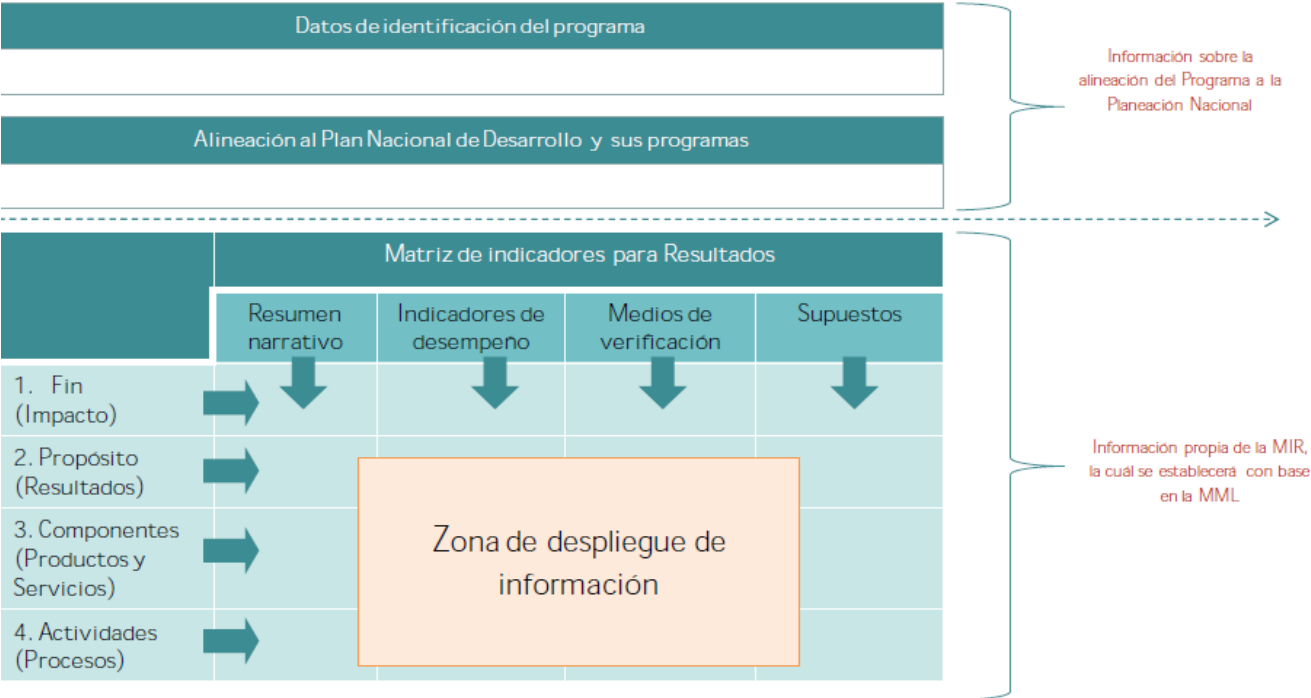 Datos de identificación del programa
Información sobre la
alineación del Programa a la
Planeación Nacional
Alineación al Plan Nacional de Desarrollo y sus programas
Matriz de indicadores para Resultados
Resumen
narrativo
Indicadores de
desempeño
Medios de
verificación
Supuestos
1. Fin
(Impacto)
2. Propósito
(Resultados)
3. Componentes
(Productos y
Servicios)
4. Actividades
(Procesos)
Zona de despliegue de
información
Información propia de la MIR,
la cuál se establecerá con base
en la MML